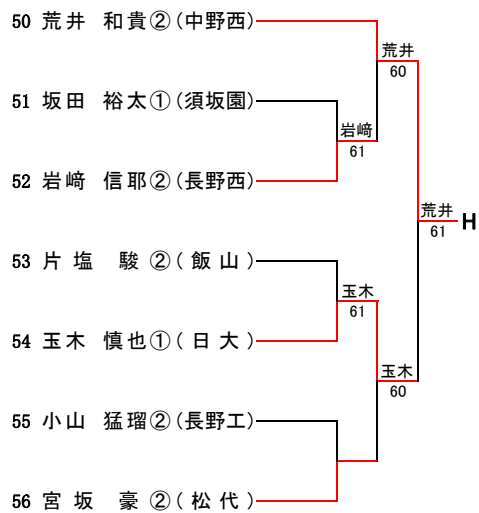 50 荒井 和貴②(中野西)
荒井
60
51 坂田 裕太①(須坂園)
岩﨑
61
52 岩﨑 信耶②(長野西)
荒井
61
H
53 片塩 駿②(飯山)
玉木
61
54 玉木 慎也①(日大)
玉木
60
55 小山 猛瑠②(長野工)
56 宮坂 豪②(松代)